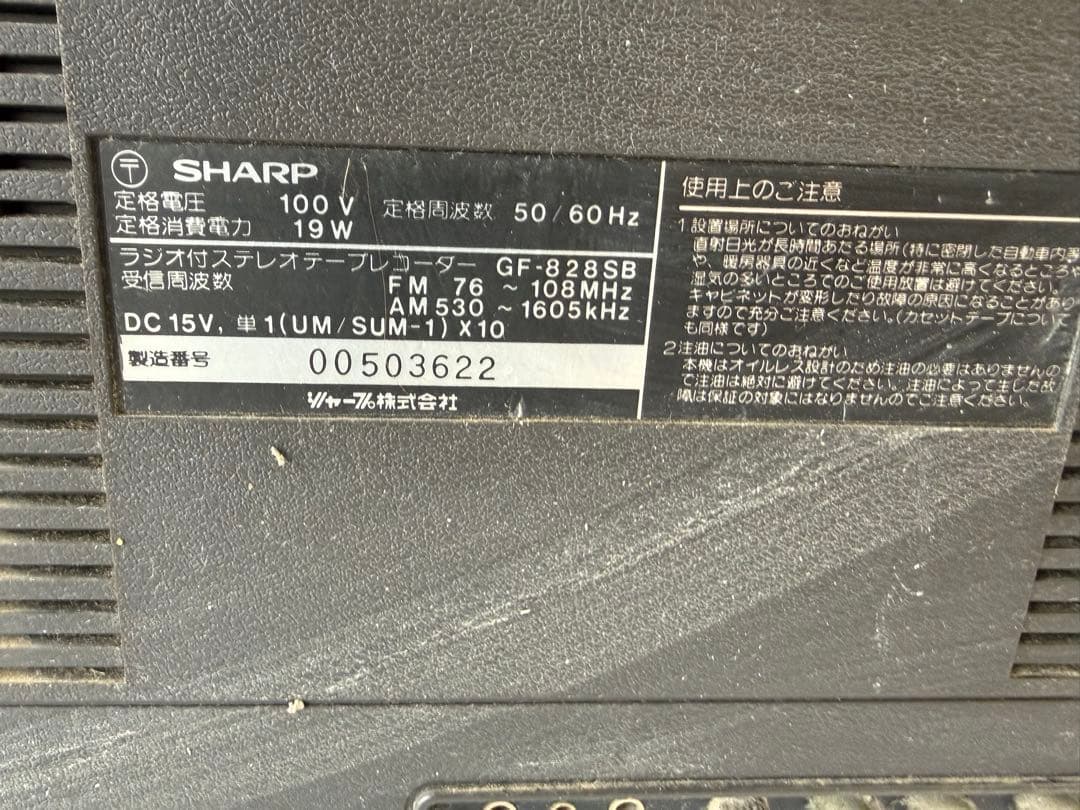 〒 SHARP
定格電圧 100V 定格周波数 50/60Hz
定格消費電力 19W
ラジオ付ステレオテープレコーダー GF-828SB
受信周波数 FM 76～108MHz
AM 530～1605kHz
DC 15V, 単1(UM/SUM-1)X10
製造番号 00503622
シャープ株式会社
使用上のご注意
1 設置場所についてのおねがい
直射日光が長時間あたる場所(特に密閉した自動車内等
や、暖房器具の近くなど温度が非常に高くなるところや
湿気の多いところでのご使用放置は避けてください。
キャビネットが変形したり故障の原因になることがあり
ますので充分ご注意ください。(カセットテープについて
も同様です)
2 注油についてのおねがい
本機はオイルレス設計のため注油の必要はありませんの
で注油は絶対に避けてください。注油によって生じた故
障は保証の対象にはなりませんのでご注意ください。